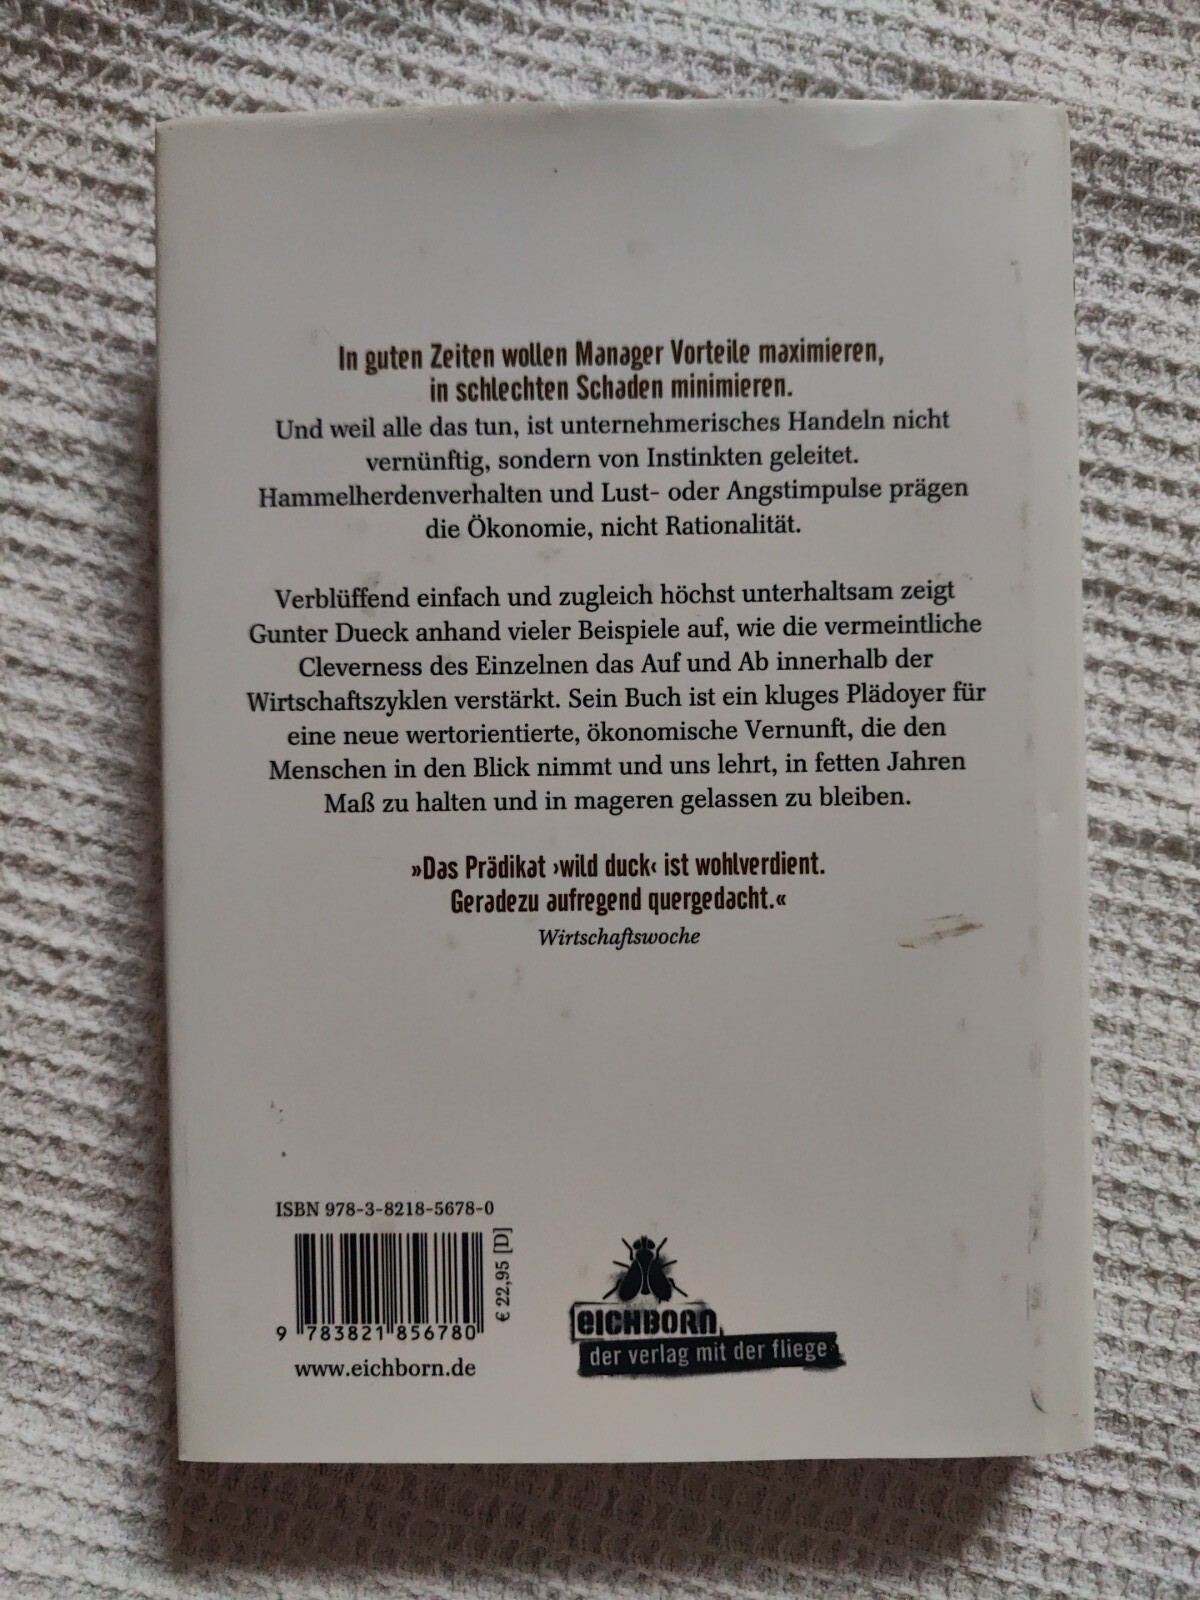 In guten Zeiten wollen Manager Vorteile maximieren,
in schlechten Schaden minimieren.
Und weil alle das tun, ist unternehmerisches Handeln nicht
vernünftig, sondern von Instinkten geleitet.
Hammelherdenverhalten und Lust- oder Angstimpulse prägen
die Ökonomie, nicht Rationalität.
Verblüffend einfach und zugleich höchst unterhaltsam zeigt
Gunter Dueck anhand vieler Beispiele auf, wie die vermeintliche
Cleverness des Einzelnen das Auf und Ab innerhalb der
Wirtschaftszyklen verstärkt. Sein Buch ist ein kluges Plädoyer für
eine neue wertorientierte, ökonomische Vernunft, die den
Menschen in den Blick nimmt und uns lehrt, in fetten Jahren
Maß zu halten und in mageren gelassen zu bleiben.
»Das Prädikat ›wild duck‹ ist wohlverdient.
Geradezu aufregend quergedacht.«
Wirtschaftswoche
ISBN 978-3-8218-5678-0
€ 22,95 [D]
9 783821 856780
www.eichborn.de
eichborn
der verlag mit der fliege